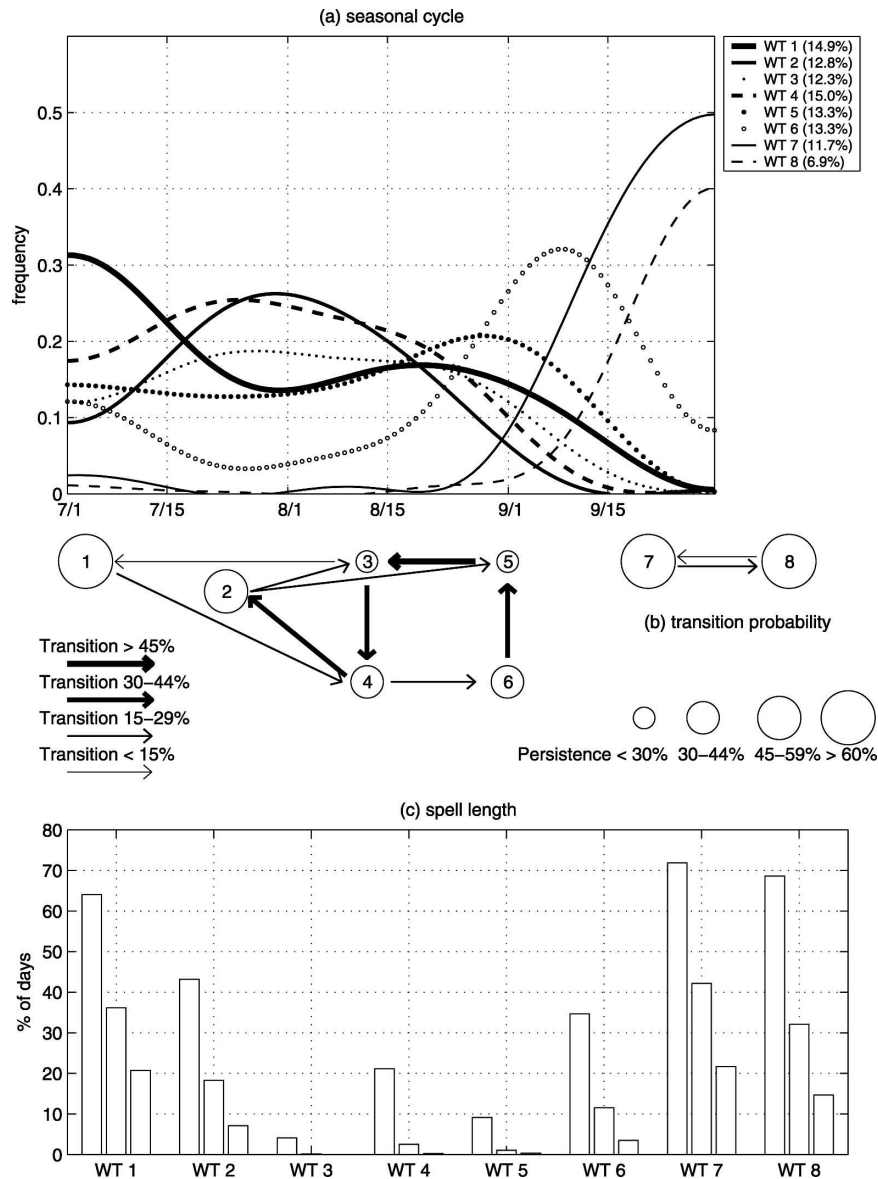 (a) seasonal cycle
WT 1 (14.9%)
WT 2 (12.8%)
WT 3 (12.3%)
WT 4 (15.0%)
WT 5 (13.3%)
WT 6 (13.3%)
WT 7 (11.7%)
WT 8 (6.9%)
0.5
0.4
0.3
0.2
0.1
0
frequency
7/1 7/15 8/1 8/15 9/1 9/15
1 3 5 7 8
2
(b) transition probability
4 6
Transition > 45%
Transition 30–44%
Transition 15–29%
Transition < 15%
Persistence < 30% 30–44% 45–59% > 60%
(c) spell length
80
70
60
50
40
30
20
10
0
% of days
WT 1 WT 2 WT 3 WT 4 WT 5 WT 6 WT 7 WT 8